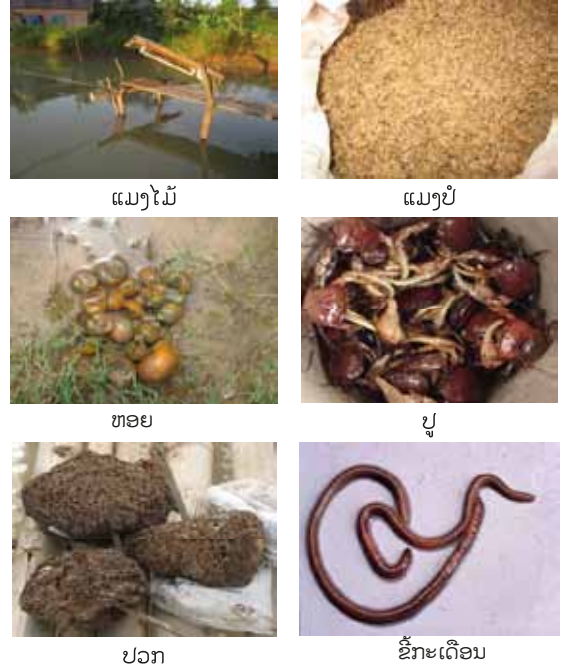 ແມງໄມ້
ແມງປໍ
ຫອຍ
ປູ
ປວກ
ຂີ້ກະເດືອນ